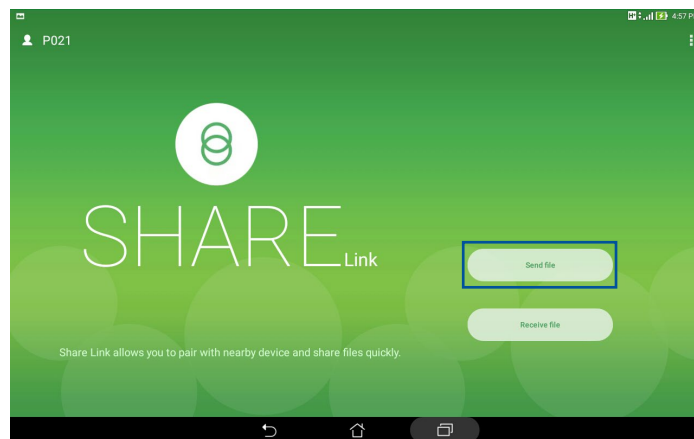 4:57 P
P021
SHARE Link
Send file
Receive file
Share Link allows you to pair with nearby device and share files quickly.